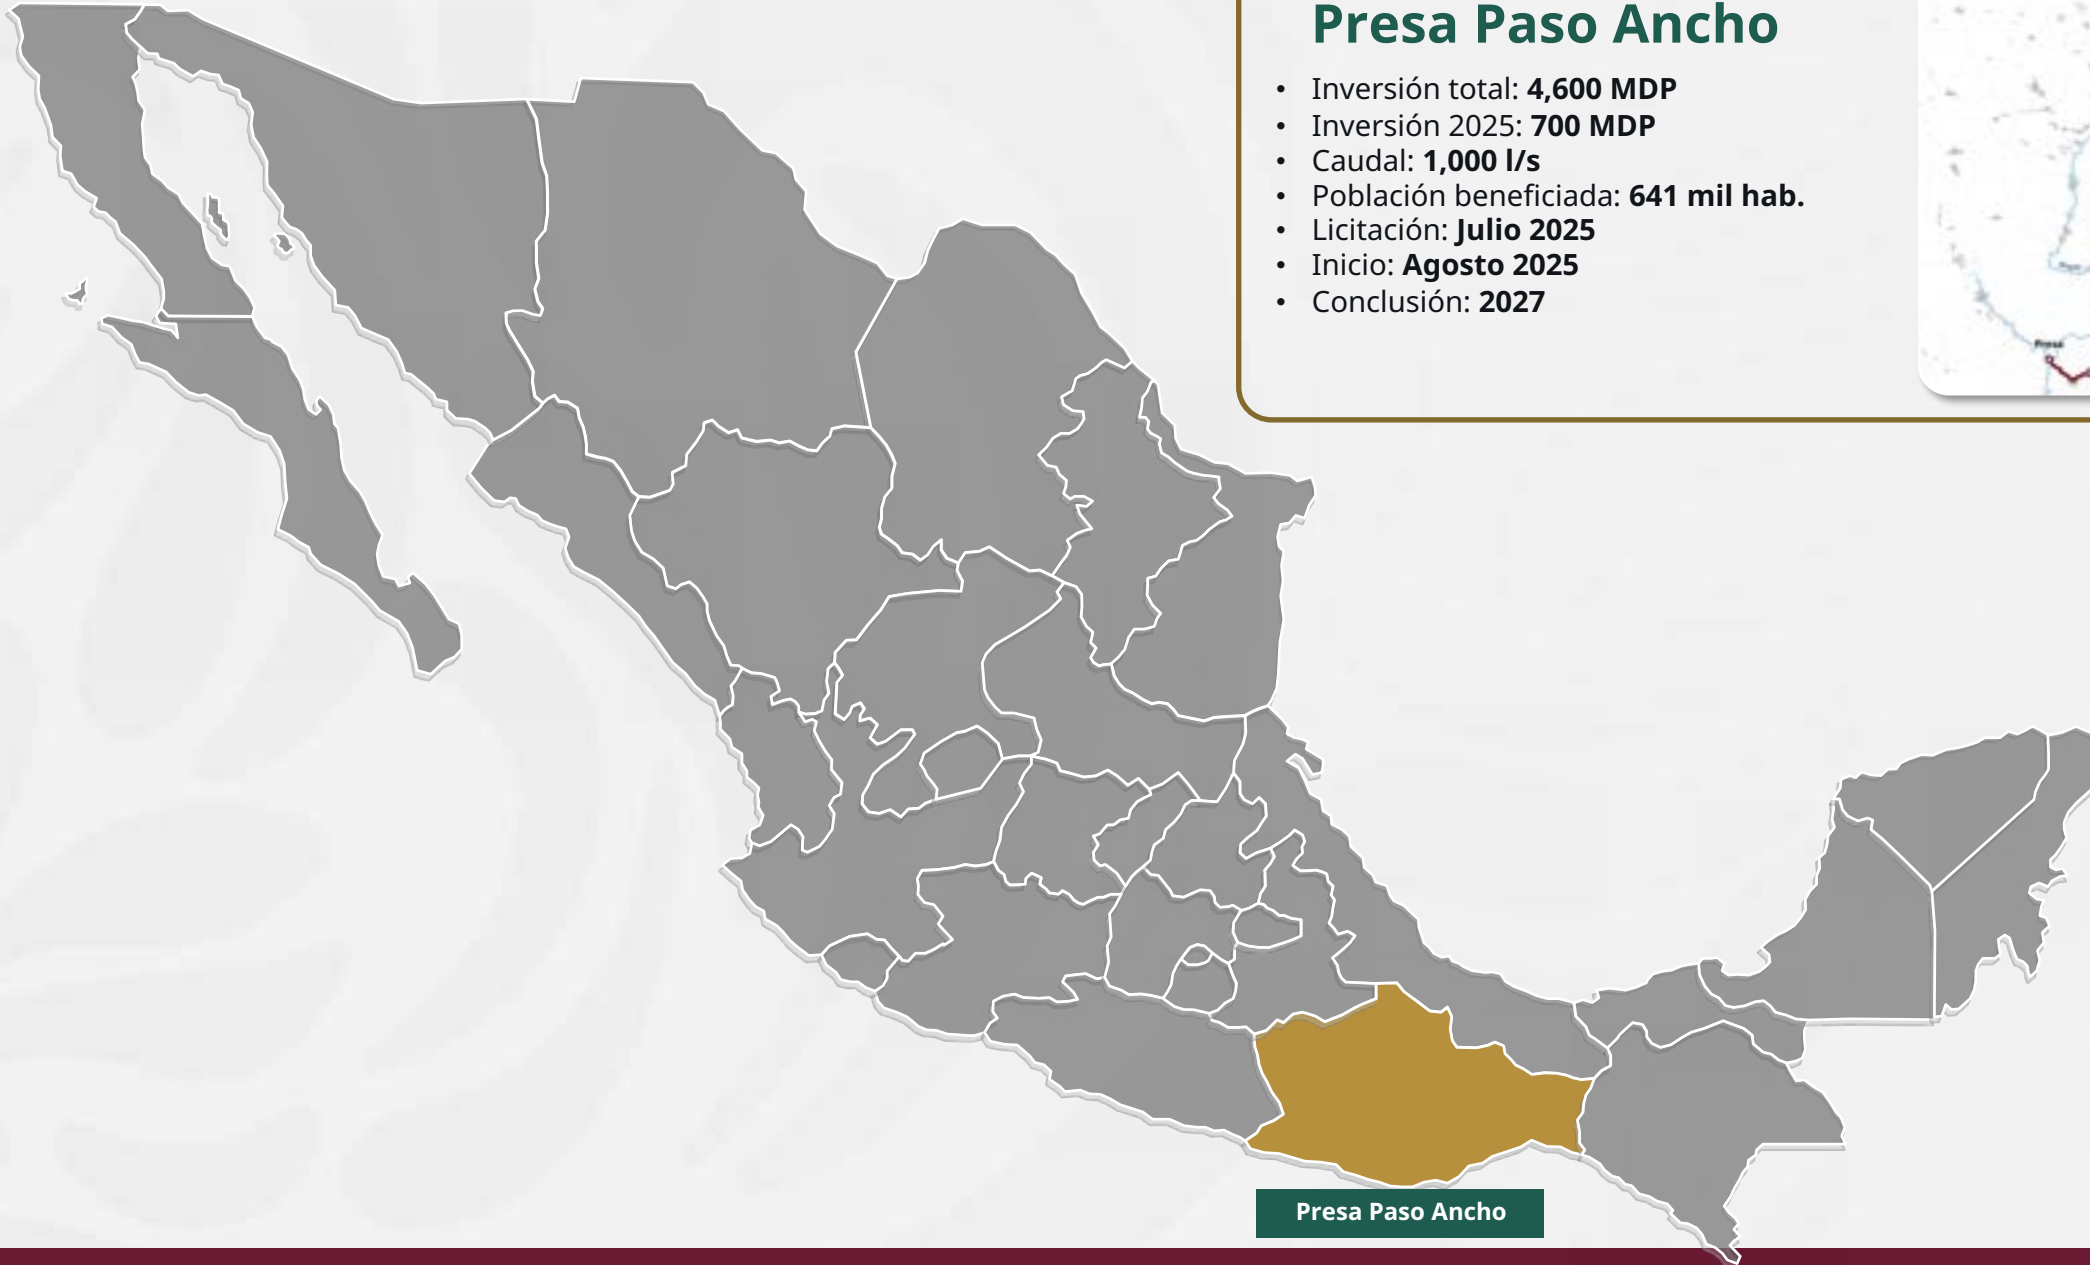 Presa Paso Ancho
• Inversión total: 4,600 MDP
• Inversión 2025: 700 MDP
• Caudal: 1,000 l/s
• Población beneficiada: 641 mil hab.
• Licitación: Julio 2025
• Inicio: Agosto 2025
• Conclusión: 2027
Presa
Presa Paso Ancho